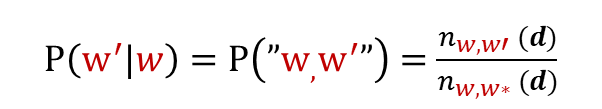 P(w′|w) = P(”w,w′”) = n_{w,w′}(d) / n_{w,w*}(d)